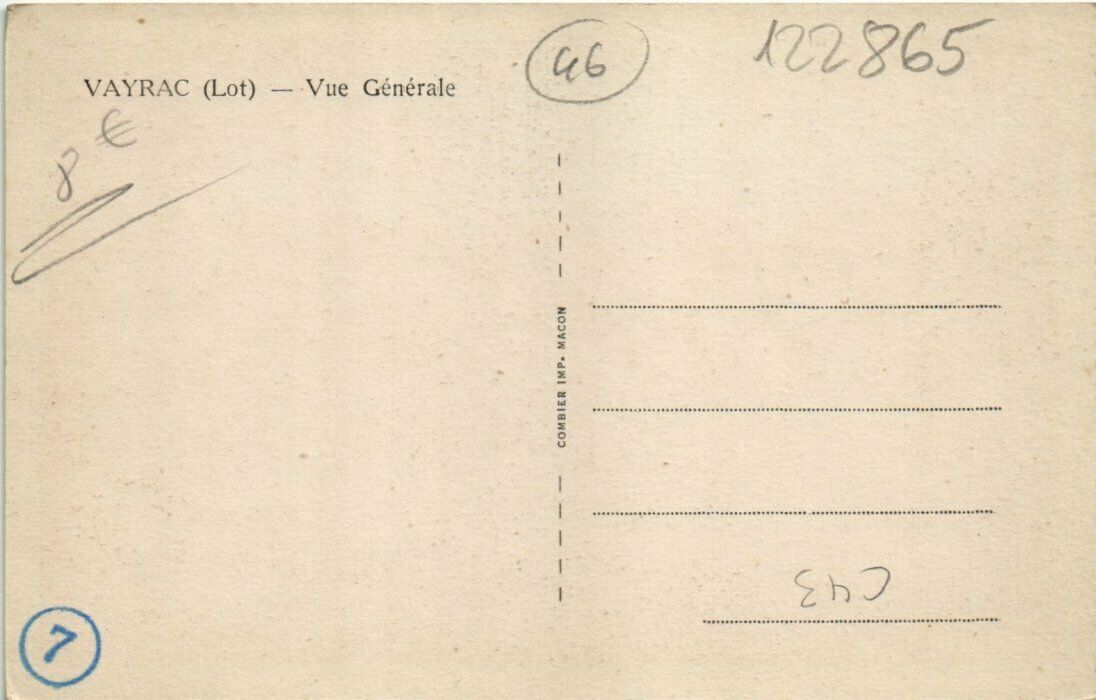 VAYRAC (Lot) — Vue Générale
46
122865
8 €
COMBIER IMP. MACON
C43
7